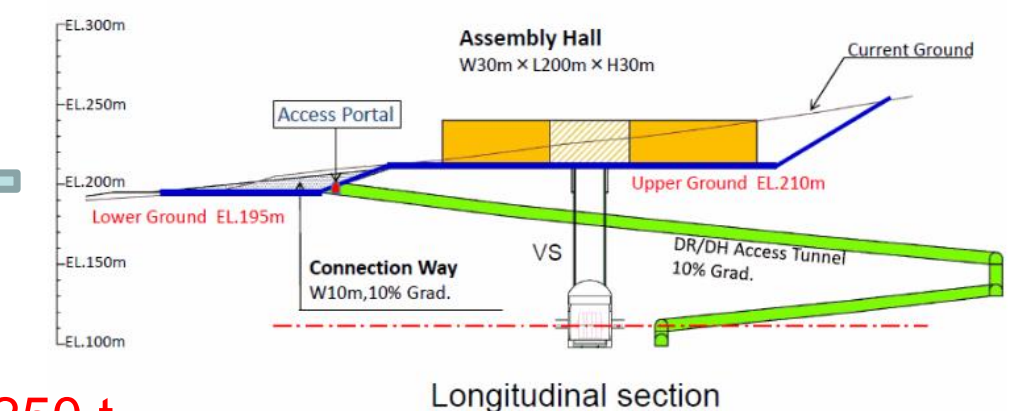 EL.300m
EL.250m
EL.200m
EL.150m
EL.100m
Assembly Hall
W30m × L200m × H30m
Current Ground
Access Portal
Upper Ground EL.210m
Lower Ground EL.195m
VS
DR/DH Access Tunnel
10% Grad.
Connection Way
W10m,10% Grad.
Longitudinal section